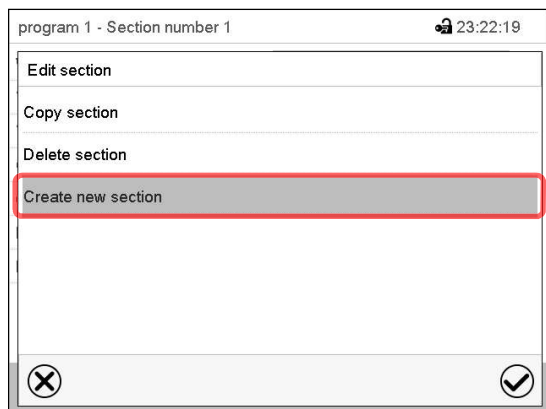 program 1 - Section number 1 23:22:19
Edit section
Copy section
Delete section
Create new section